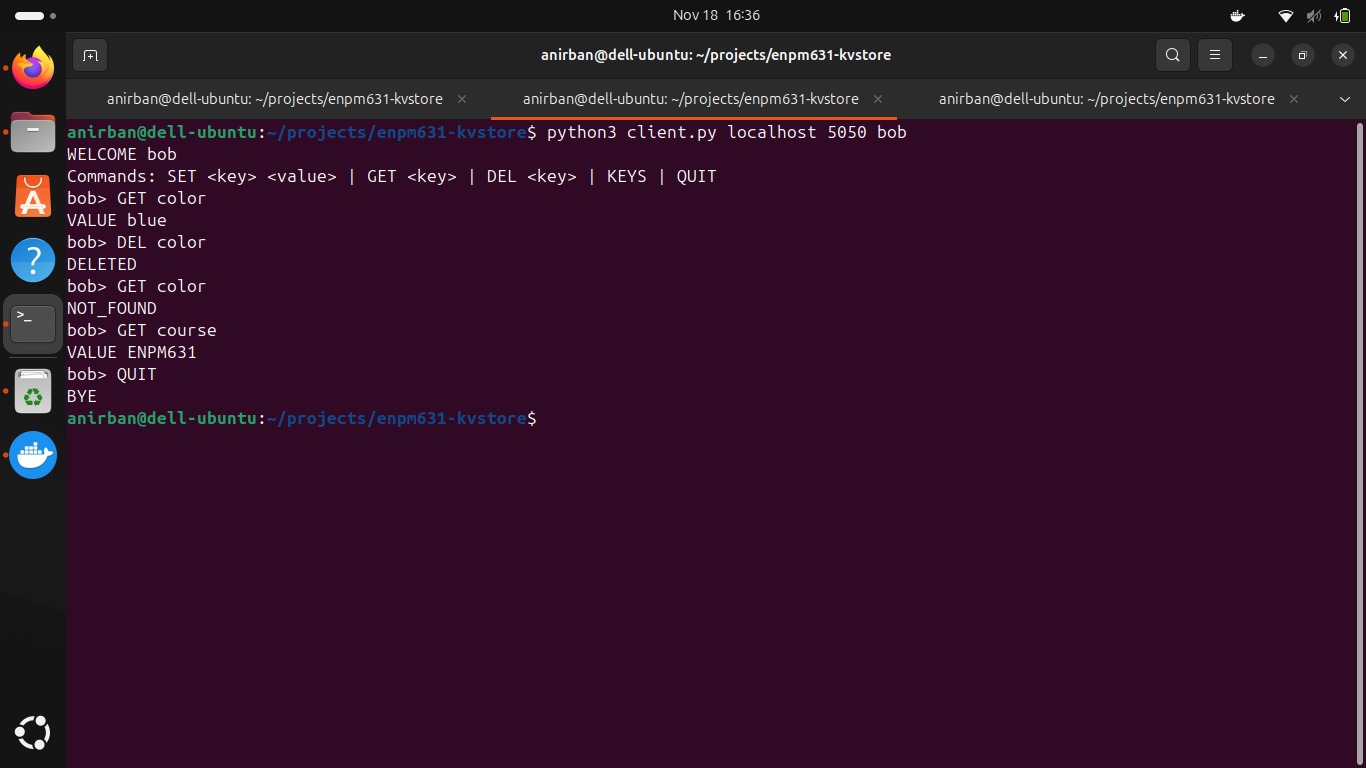 Nov 18 16:36
anirban@dell-ubuntu: ~/projects/enpm631-kvstore
anirban@dell-ubuntu: ~/projects/enpm631-kvstore
anirban@dell-ubuntu: ~/projects/enpm631-kvstore
anirban@dell-ubuntu: ~/projects/enpm631-kvstore
anirban@dell-ubuntu:~/projects/enpm631-kvstore$ python3 client.py localhost 5050 bob
WELCOME bob
Commands: SET <key> <value> | GET <key> | DEL <key> | KEYS | QUIT
bob> GET color
VALUE blue
bob> DEL color
DELETED
bob> GET color
NOT_FOUND
bob> GET course
VALUE ENPM631
bob> QUIT
BYE
anirban@dell-ubuntu:~/projects/enpm631-kvstore$